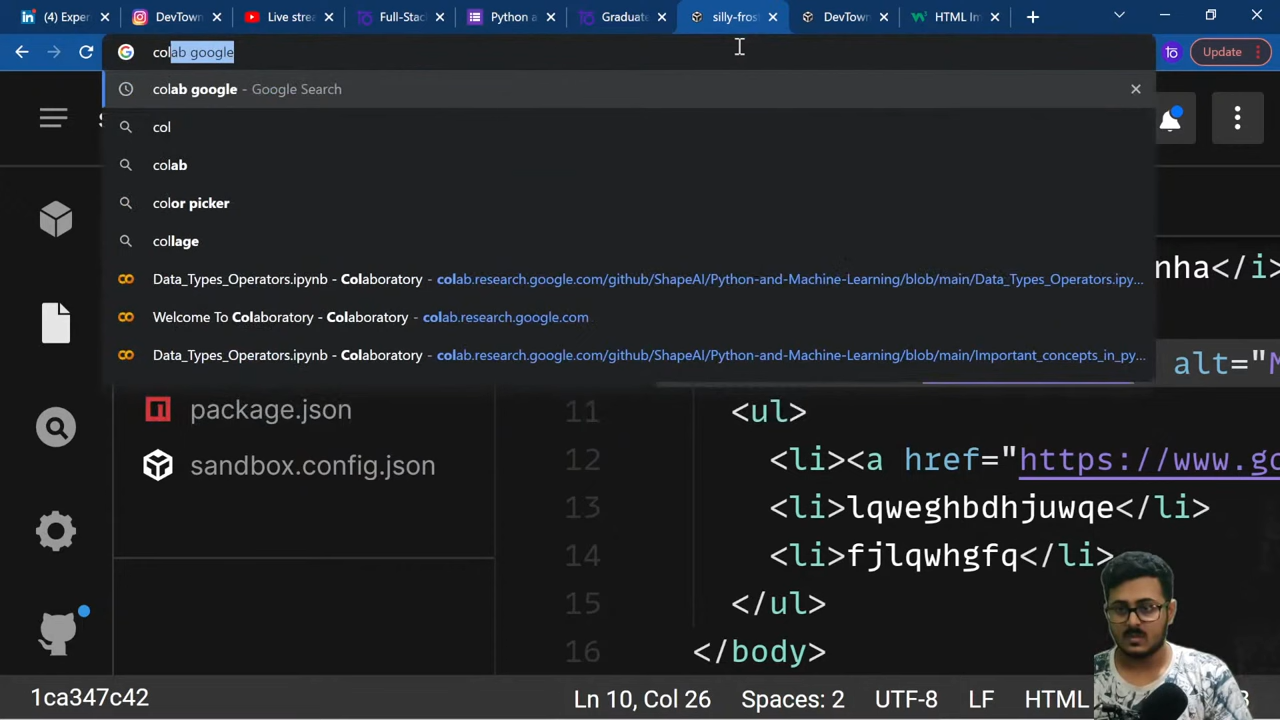 (4) Exper
DevTown
Live stre
Full-Stack
Python a
Graduate
silly-fros
DevTown
HTML Im
colab google
Update
colab google - Google Search
col
colab
color picker
collage
Data_Types_Operators.ipynb - Colaboratory - colab.research.google.com/github/ShapeAI/Python-and-Machine-Learning/blob/main/Data_Types_Operators.ipy...
Welcome To Colaboratory - Colaboratory - colab.research.google.com
Data_Types_Operators.ipynb - Colaboratory - colab.research.google.com/github/ShapeAI/Python-and-Machine-Learning/blob/main/Important_concepts_in_py...
nha</i>
alt="M
package.json
sandbox.config.json
11 <ul>
12 <li><a href="https://www.go
13 <li>lqweghbdhjuwqe</li>
14 <li>fjlqwhgfq</li>
15 </ul>
16 </body>
1ca347c42 Ln 10, Col 26 Spaces: 2 UTF-8 LF HTML